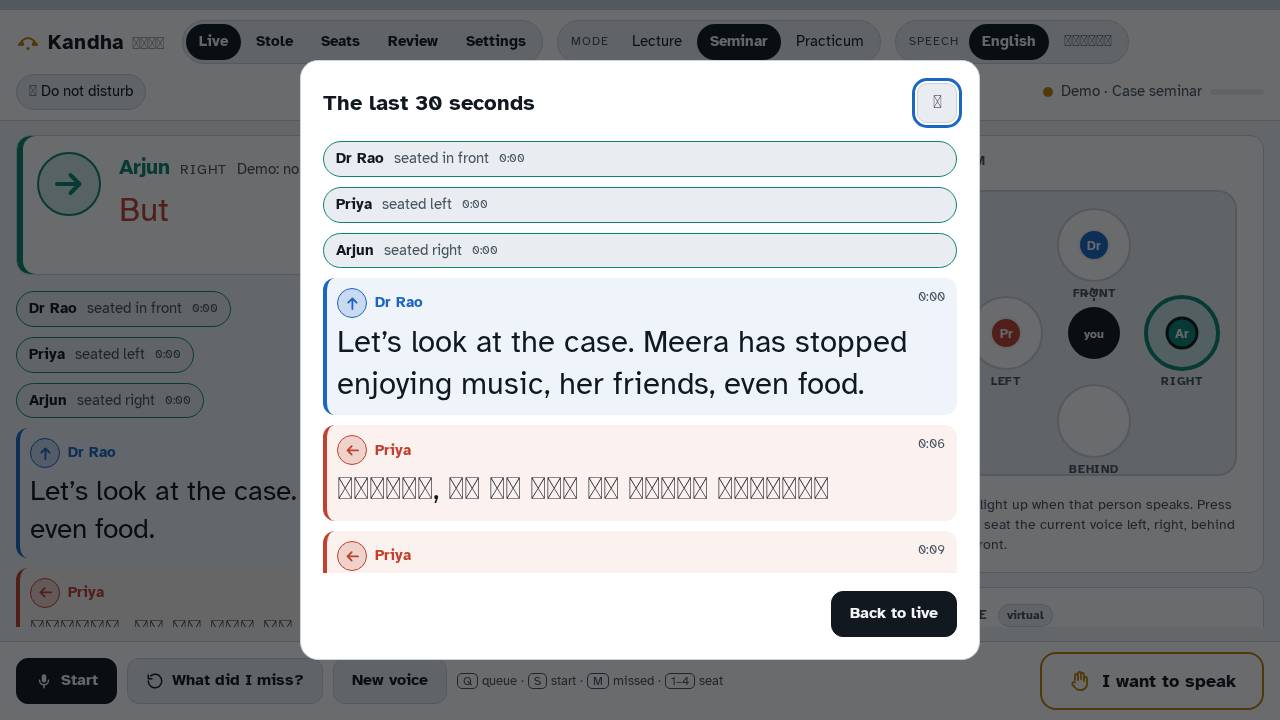 Kandha
Live Stole Seats Review Settings
MODE Lecture Seminar Practicum
SPEECH English
Do not disturb
Demo · Case seminar
Arjun RIGHT Demo: no
But
Dr Rao seated in front 0:00
Priya seated left 0:00
Arjun seated right 0:00
Dr Rao
Let's look at the case.
even food.
Priya
The last 30 seconds
Dr Rao seated in front 0:00
Priya seated left 0:00
Arjun seated right 0:00
Dr Rao 0:00
Let’s look at the case. Meera has stopped
enjoying music, her friends, even food.
Priya 0:06
Priya 0:09
Back to live
Dr
FRONT
Pr
you
Ar
LEFT
RIGHT
BEHIND
light up when that person speaks. Press
seat the current voice left, right, behind
virtual
Start
What did I miss?
New voice
Q queue · S start · M missed · 1–4 seat
I want to speak